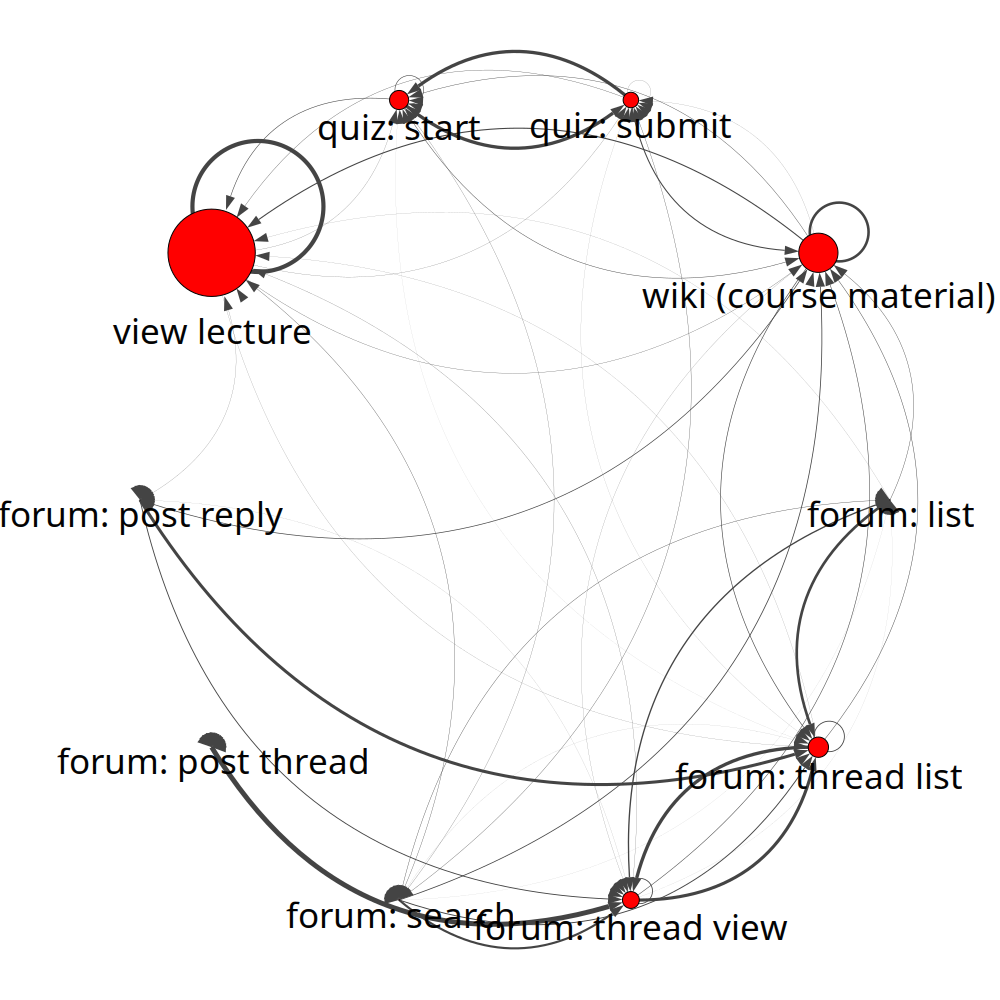 quiz: start
quiz: submit
wiki (course material)
view lecture
forum: post reply
forum: list
forum: post thread
forum: thread list
forum: search
forum: thread view